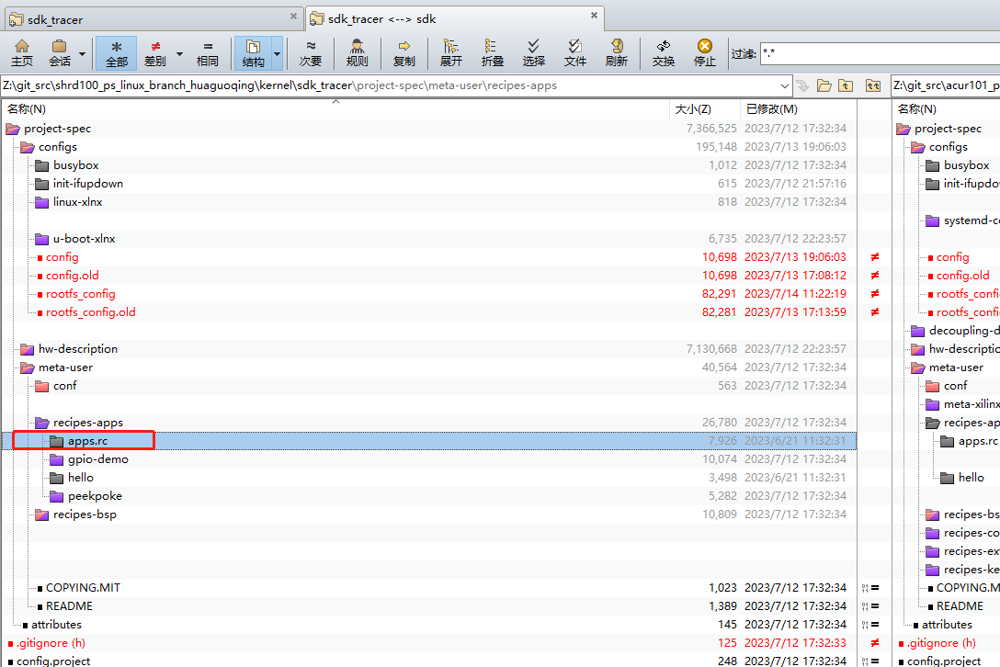 sdk_tracer
sdk_tracer <--> sdk
主页 会话 全部 差别 相同 结构 次要 规则 复制 展开 折叠 选择 文件 刷新 交换 停止 过滤: *.*
Z:\git_src\shrd100_ps_linux_branch_huaguoqing\kernel\sdk_tracer\project-spec\meta-user\recipes-apps Z:\git_src\acur101_p
名称(N) 大小(Z) 已修改(M) 名称(N)
project-spec 7,366,525 2023/7/12 17:32:34 project-spec
configs 195,148 2023/7/13 19:06:03 configs
busybox 1,012 2023/7/12 17:32:34 busybox
init-ifupdown 615 2023/7/12 21:57:16 init-ifupdo
linux-xlnx 818 2023/7/12 17:32:34
systemd-c
u-boot-xlnx 6,735 2023/7/12 22:23:57
config 10,698 2023/7/13 19:06:03 ≠ config
config.old 10,698 2023/7/13 17:08:12 ≠ config.old
rootfs_config 82,291 2023/7/14 11:22:19 ≠ rootfs_confi
rootfs_config.old 82,281 2023/7/13 17:13:59 ≠ rootfs_confi
decoupling-d
hw-description 7,130,668 2023/7/12 22:23:57 hw-descriptio
meta-user 40,564 2023/7/12 17:32:34 meta-user
conf 563 2023/7/12 17:32:34 conf
meta-xilinx
recipes-apps 26,780 2023/7/12 17:32:34 recipes-ap
apps.rc 7,926 2023/6/21 11:32:31 apps.rc
gpio-demo 10,074 2023/7/12 17:32:34
hello 3,498 2023/6/21 11:32:31 hello
peekpoke 5,282 2023/7/12 17:32:34
recipes-bsp 10,809 2023/7/12 17:32:34 recipes-bs
recipes-co
recipes-ex
recipes-ke
COPYING.MIT 1,023 2023/7/12 17:32:34 = COPYING.M
README 1,389 2023/7/12 17:32:34 = README
attributes 145 2023/7/12 17:32:34 = attributes
.gitignore (h) 125 2023/7/12 17:32:33 ≠ .gitignore (h)
config.project 248 2023/7/12 17:32:34 = config.project